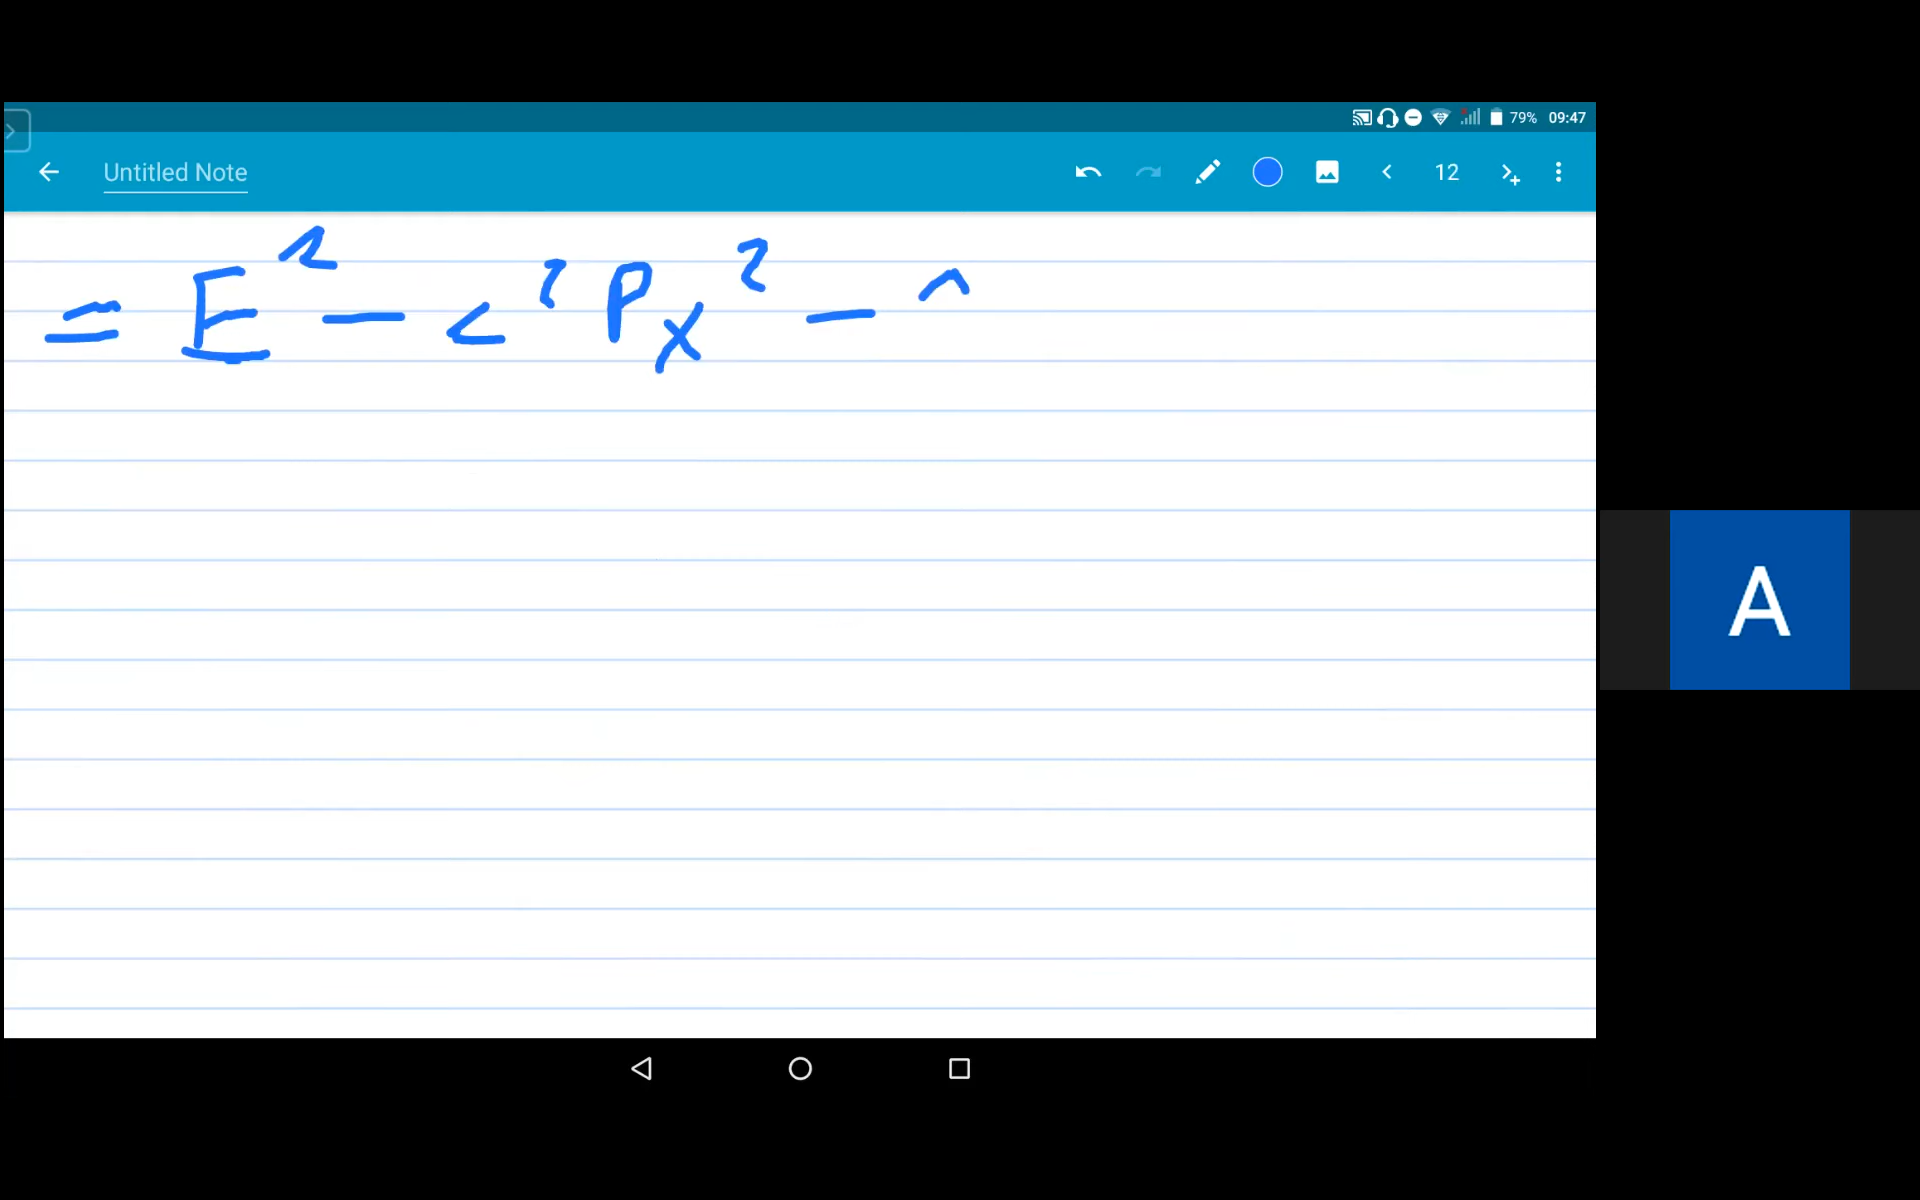 79% 09:47
Untitled Note 12
= E² - c² Px² -
A